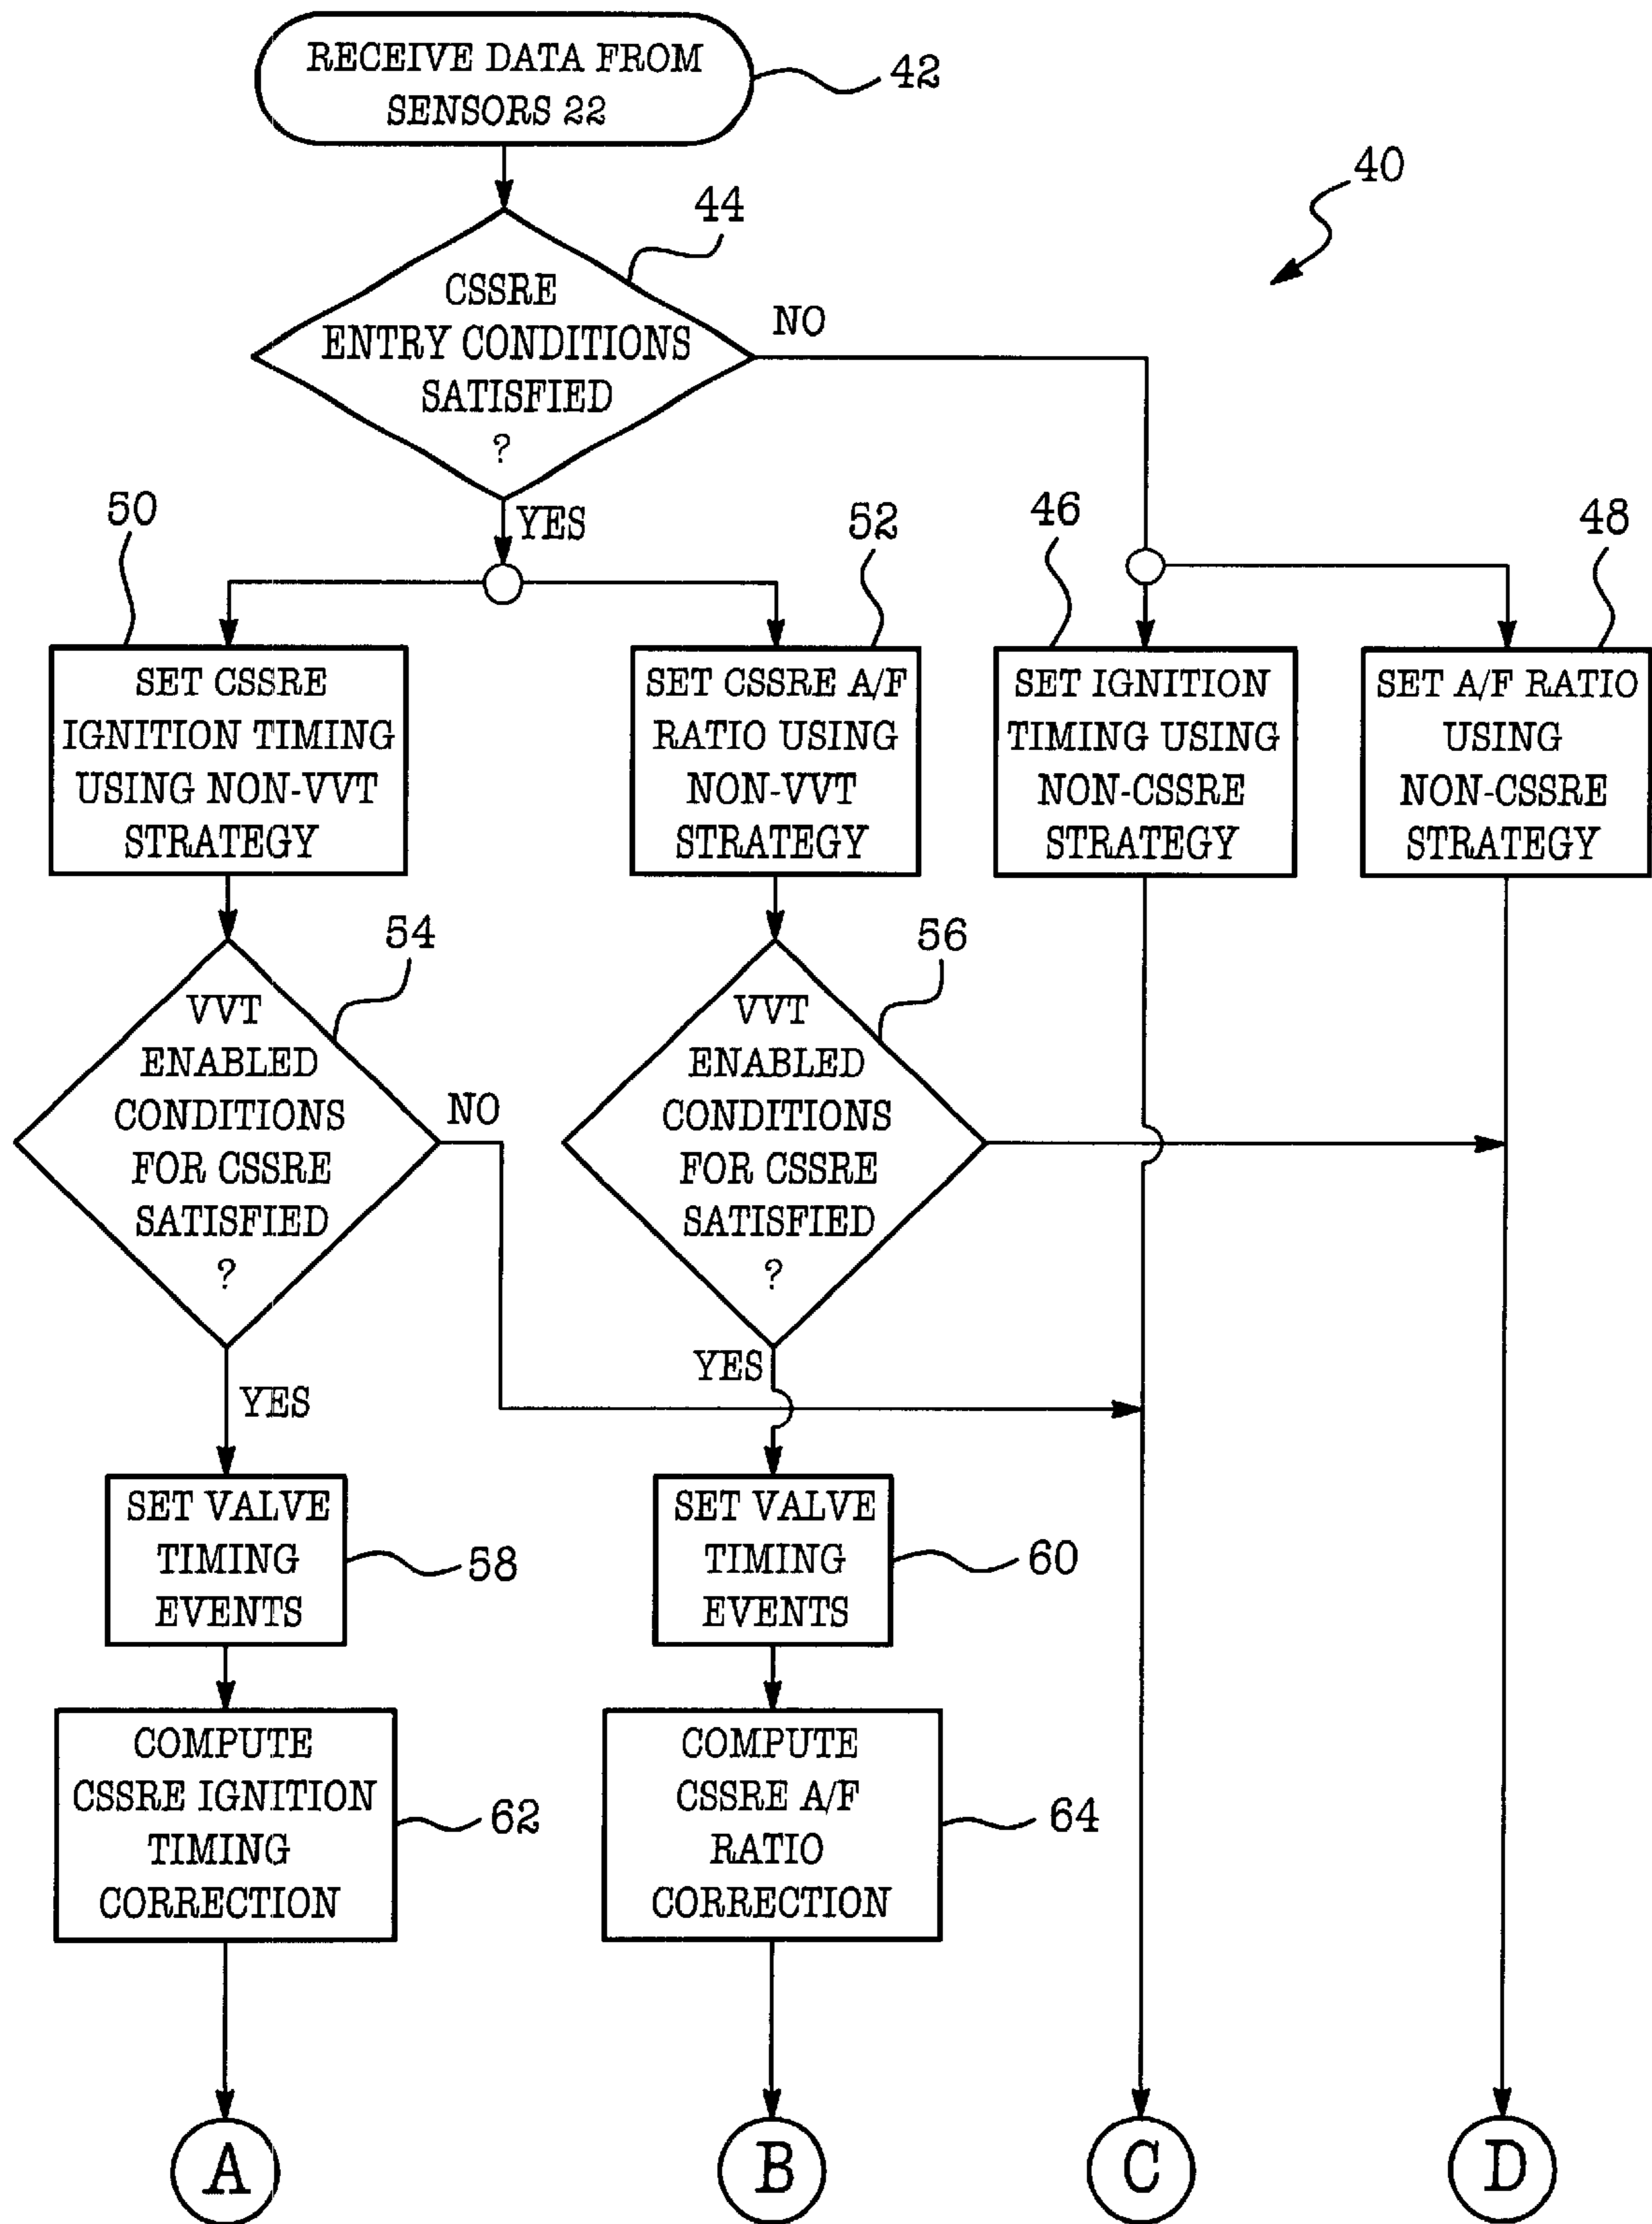 RECEIVE DATA FROM
SENSORS 22
42
40
44
CSSRE
ENTRY CONDITIONS
SATISFIED
?
NO
YES
50
52
46
48
SET CSSRE
IGNITION TIMING
USING NON-VVT
STRATEGY
SET CSSRE A/F
RATIO USING
NON-VVT
STRATEGY
SET IGNITION
TIMING USING
NON-CSSRE
STRATEGY
SET A/F RATIO
USING
NON-CSSRE
STRATEGY
54
VVT
ENABLED
CONDITIONS
FOR CSSRE
SATISFIED
?
NO
YES
56
VVT
ENABLED
CONDITIONS
FOR CSSRE
SATISFIED
?
YES
SET VALVE
TIMING
EVENTS
58
SET VALVE
TIMING
EVENTS
60
COMPUTE
CSSRE IGNITION
TIMING
CORRECTION
62
COMPUTE
CSSRE A/F
RATIO
CORRECTION
64
A
B
C
D